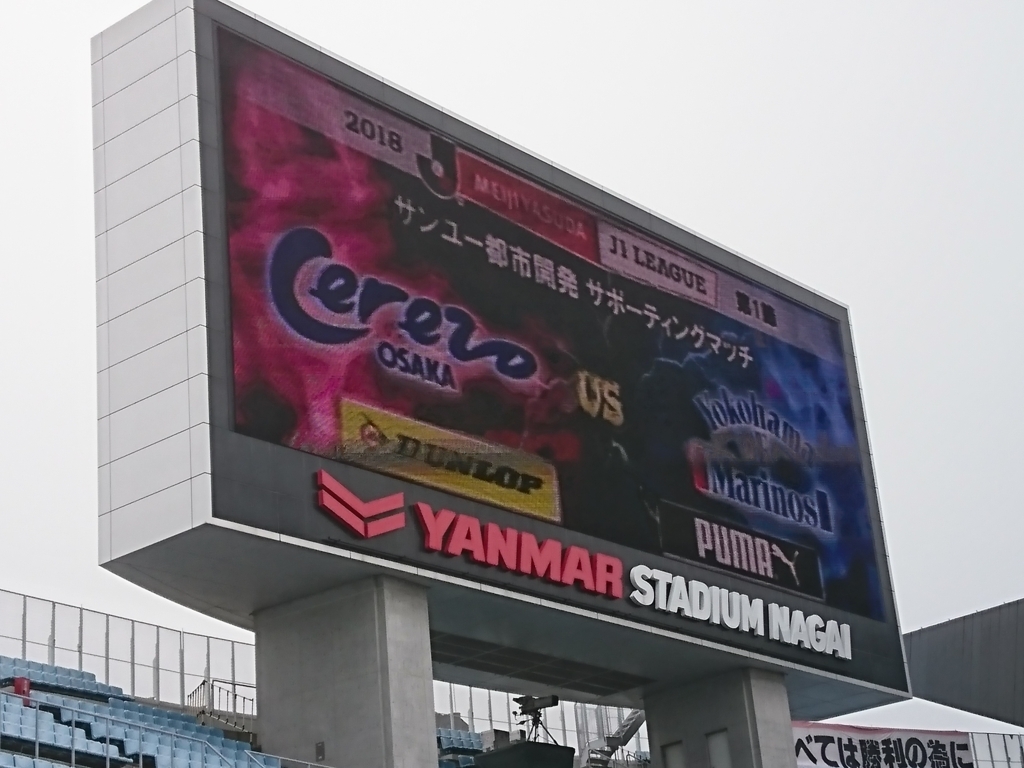 2018 J MEIJI YASUDA J1 LEAGUE 第1節
サンユー都市開発 サポーティングマッチ
Cerezo
OSAKA
VS
Yokohama
F.
Marinos
DUNLOP
PUMA
YANMAR STADIUM NAGAI
べては勝利の為に